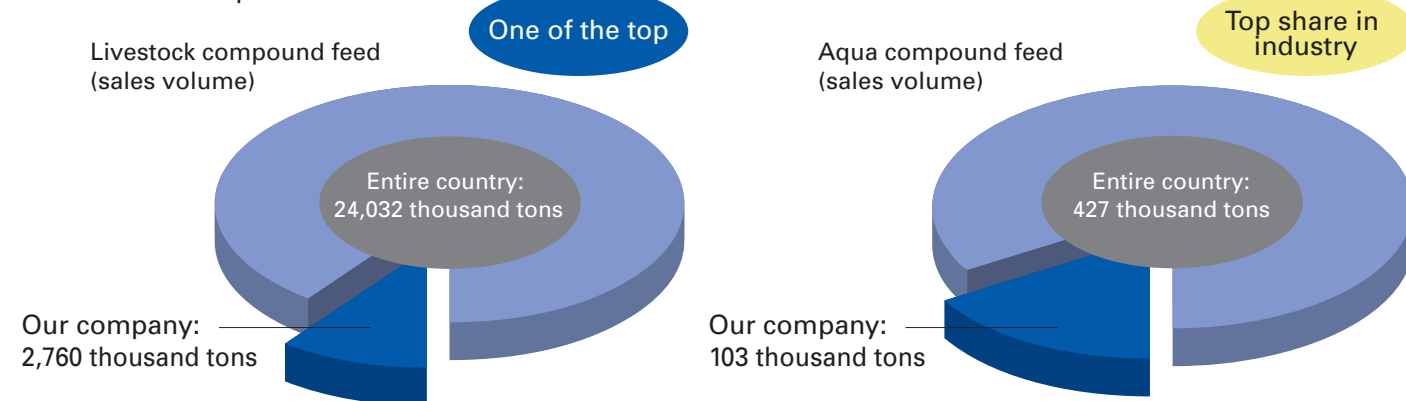 Livestock compound feed
(sales volume)
One of the top
Entire country:
24,032 thousand tons
Our company:
2,760 thousand tons
Aqua compound feed
(sales volume)
Top share in
industry
Entire country:
427 thousand tons
Our company:
103 thousand tons